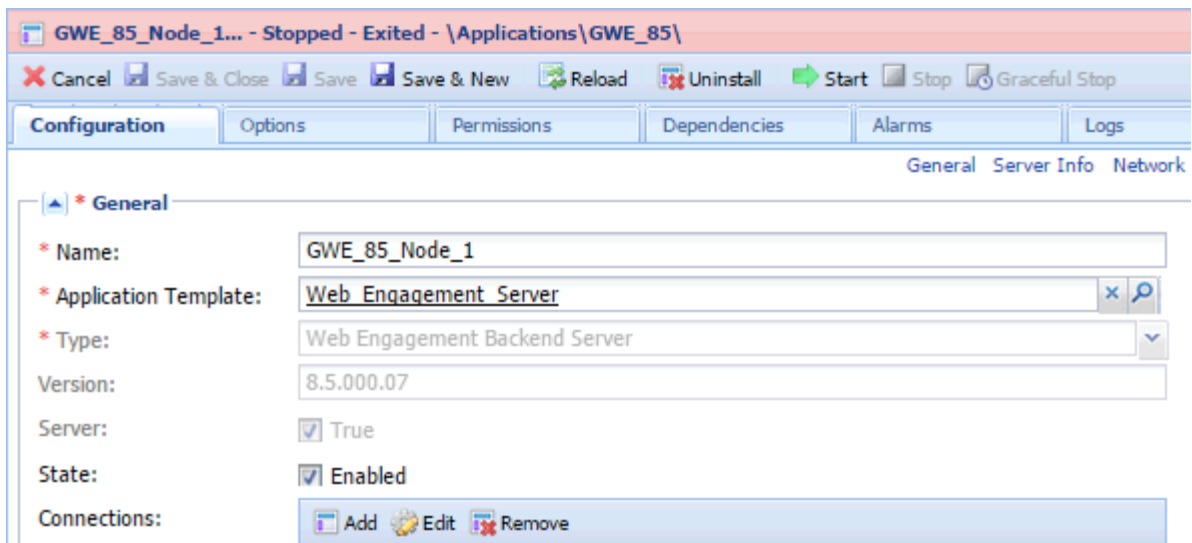 GWE_85_Node_1... - Stopped - Exited - \Applications\GWE_85\
Cancel Save & Close Save Save & New Reload Uninstall Start Stop Graceful Stop
Configuration Options Permissions Dependencies Alarms Logs
General Server Info Network
* General
* Name: GWE_85_Node_1
* Application Template: Web_Engagement_Server
* Type: Web Engagement Backend Server
Version: 8.5.000.07
Server: True
State: Enabled
Connections: Add Edit Remove